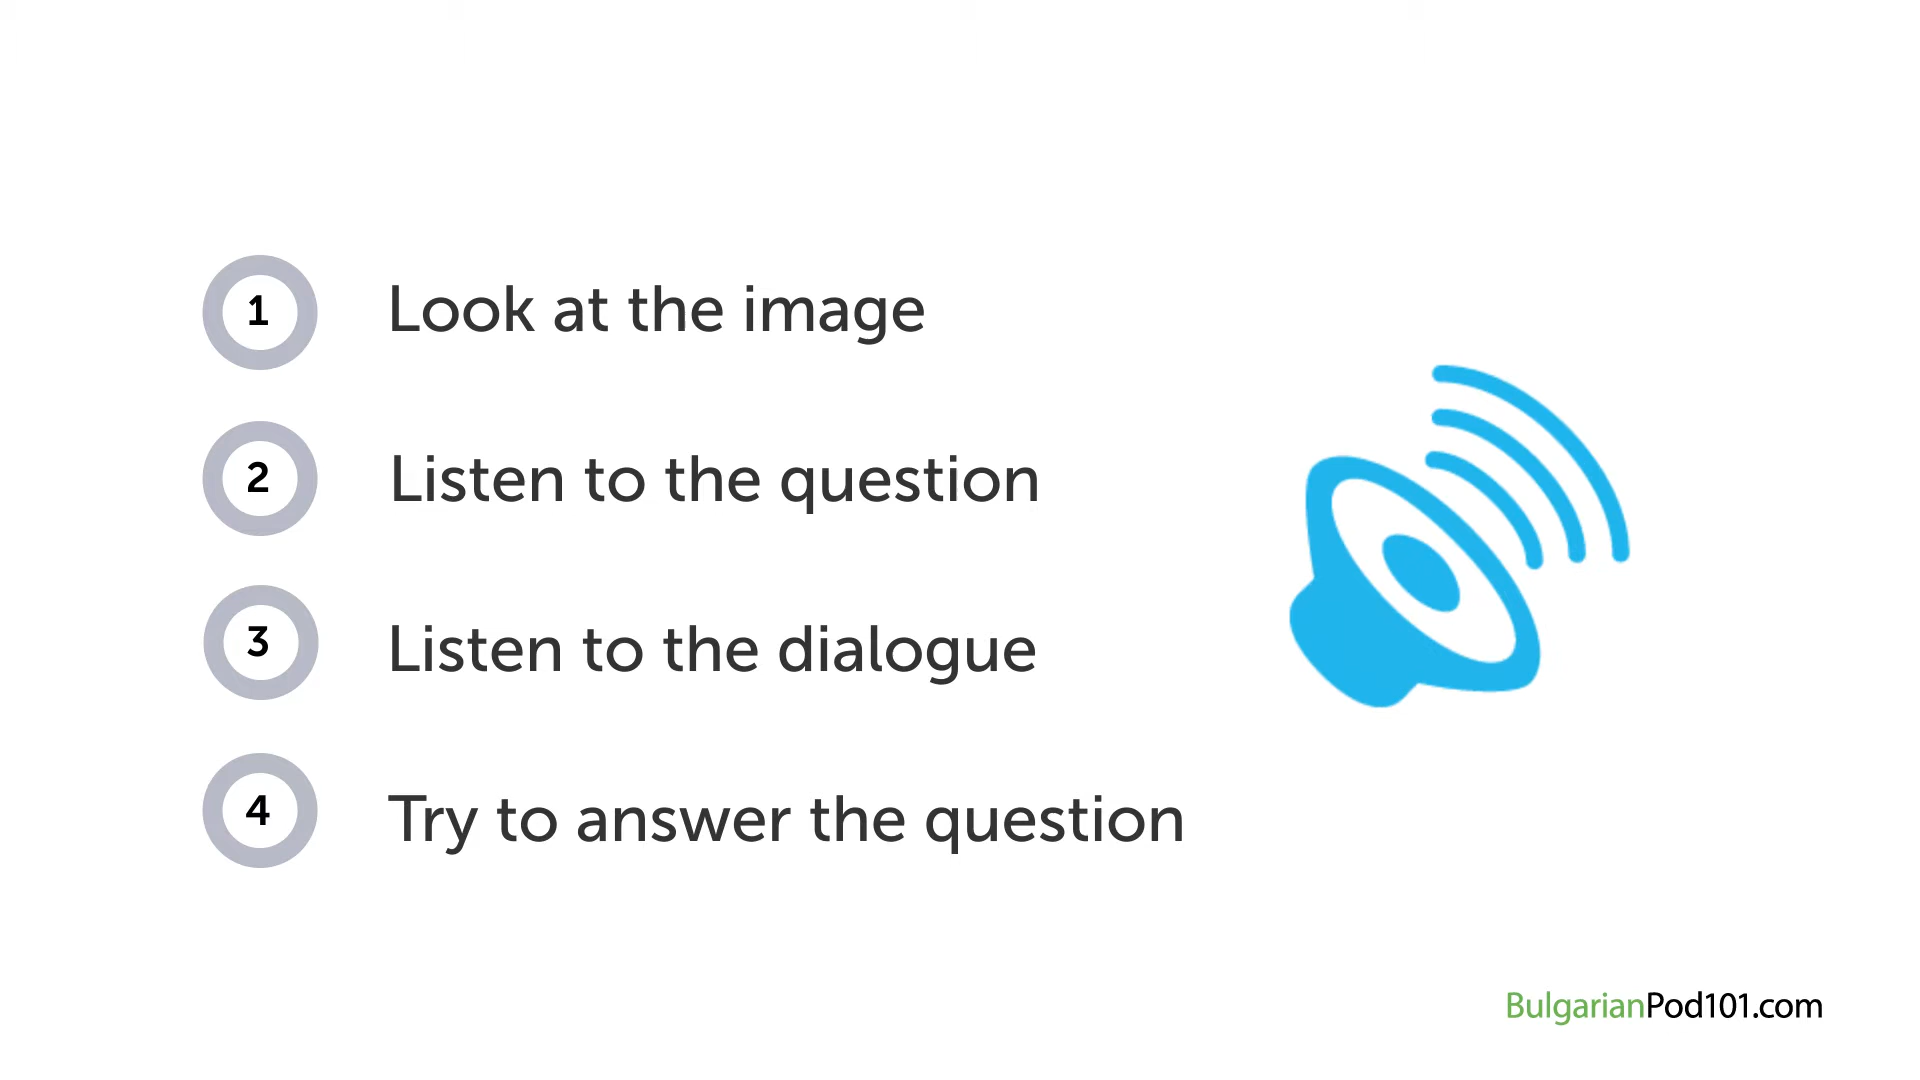 1 Look at the image
2 Listen to the question
3 Listen to the dialogue
4 Try to answer the question
BulgarianPod101.com